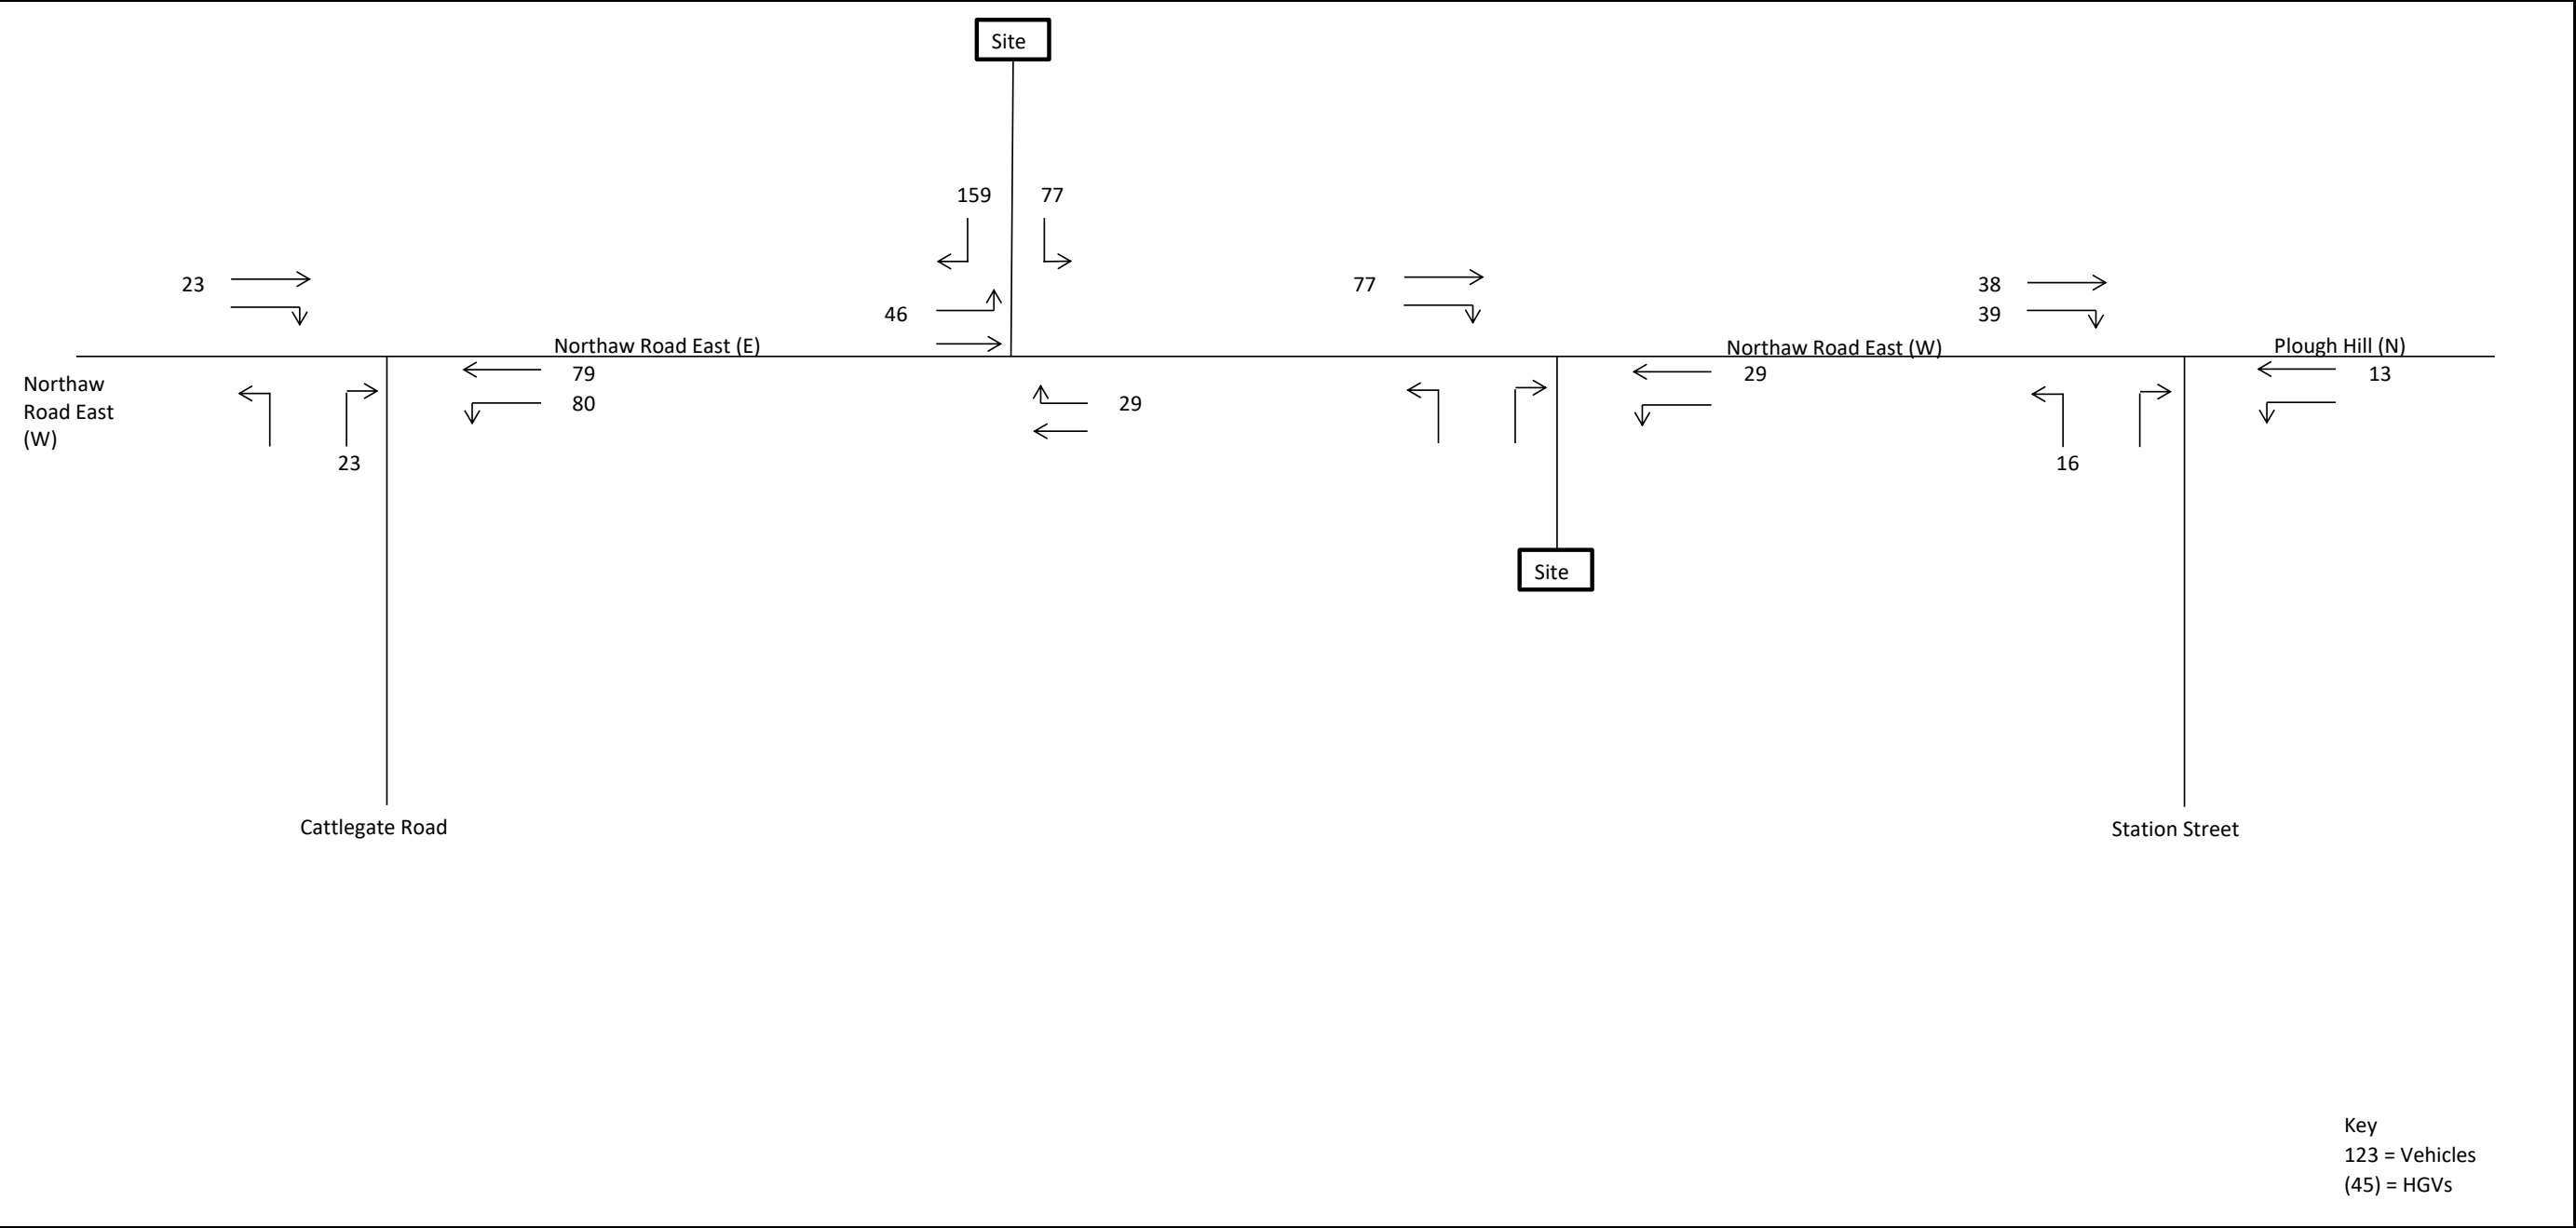 Site
159 77
23
46
77
38
39
Northaw Road East (E)
Northaw Road East (W)
Plough Hill (N)
Northaw
Road East
(W)
79
80
29
29
13
23
16
Site
Cattlegate Road
Station Street
Key
123 = Vehicles
(45) = HGVs